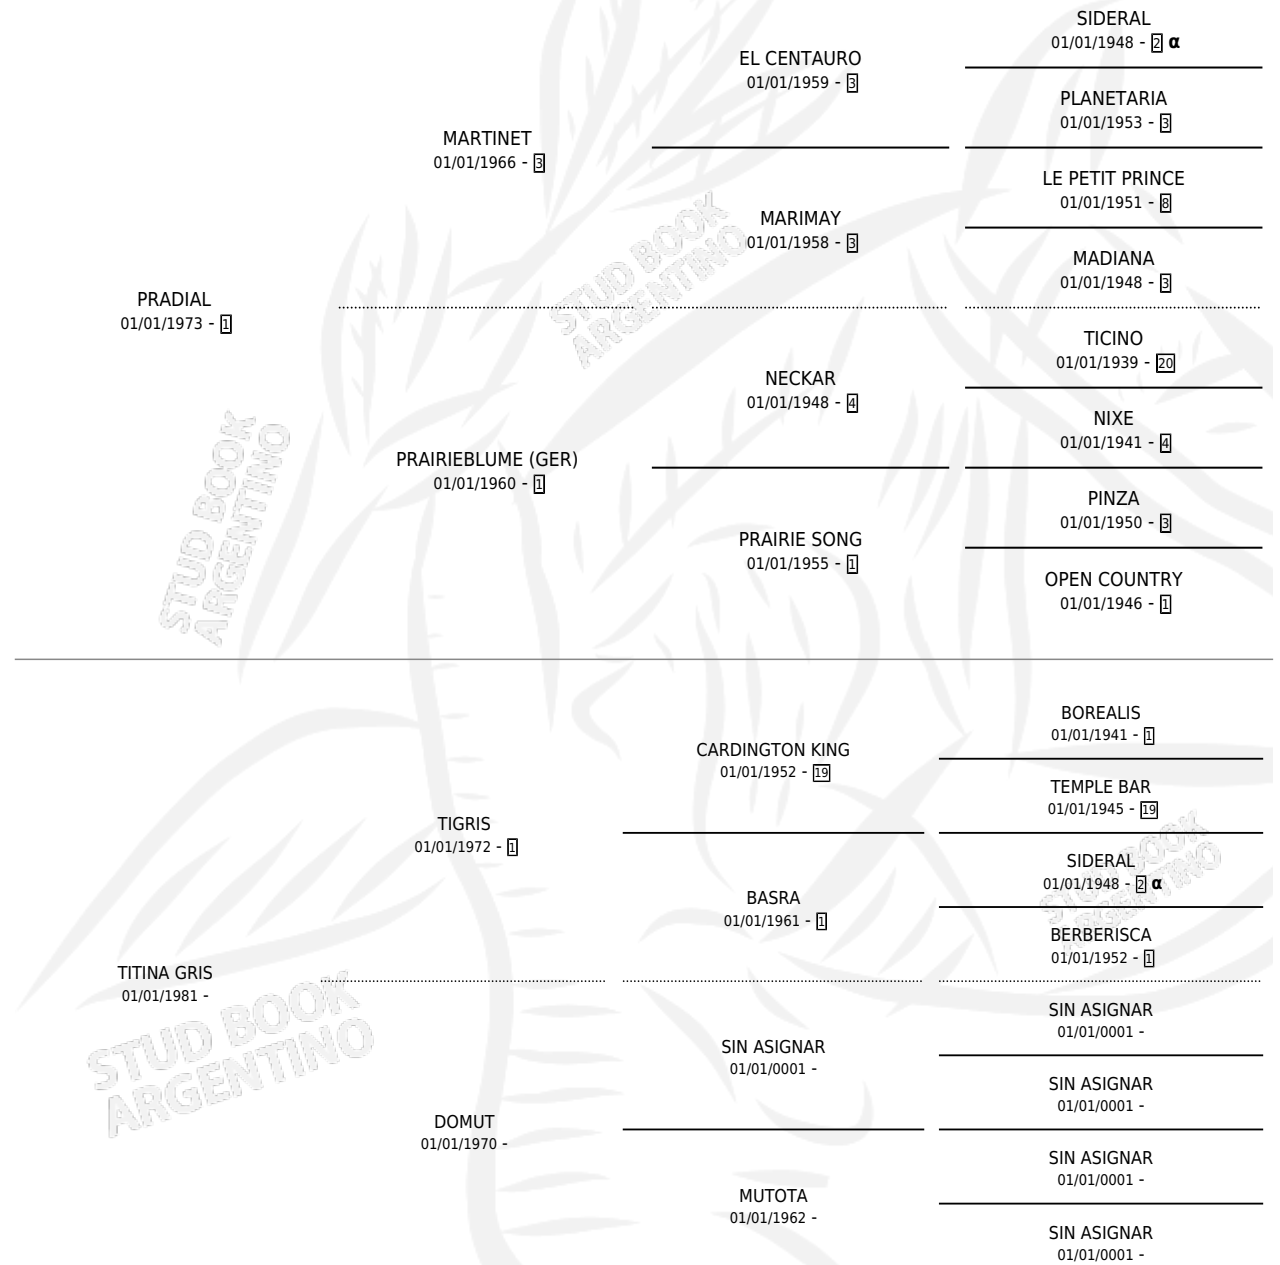 SIDERAL
01/01/1948 - 2 α
EL CENTAURO
01/01/1959 - 3
PLANETARIA
01/01/1953 - 3
MARTINET
01/01/1966 - 3
LE PETIT PRINCE
01/01/1951 - 8
MARIMAY
01/01/1958 - 3
MADIANA
01/01/1948 - 3
PRADIAL
01/01/1973 - 1
TICINO
01/01/1939 - 20
NECKAR
01/01/1948 - 4
NIXE
01/01/1941 - 4
PRAIRIEBLUME (GER)
01/01/1960 - 1
PINZA
01/01/1950 - 3
PRAIRIE SONG
01/01/1955 - 1
OPEN COUNTRY
01/01/1946 - 1
BOREALIS
01/01/1941 - 1
CARDINGTON KING
01/01/1952 - 19
TEMPLE BAR
01/01/1945 - 19
TIGRIS
01/01/1972 - 1
SIDERAL
01/01/1948 - 2 α
BASRA
01/01/1961 - 1
BERBERISCA
01/01/1952 - 1
TITINA GRIS
01/01/1981 -
SIN ASIGNAR
01/01/0001 -
SIN ASIGNAR
01/01/0001 -
SIN ASIGNAR
01/01/0001 -
DOMUT
01/01/1970 -
SIN ASIGNAR
01/01/0001 -
MUTOTA
01/01/1962 -
SIN ASIGNAR
01/01/0001 -
STUD BOOK
ARGENTINO
STUD BOOK
ARGENTINO
STUD BOOK
ARGENTINO
STUD BOOK
ARGENTINO